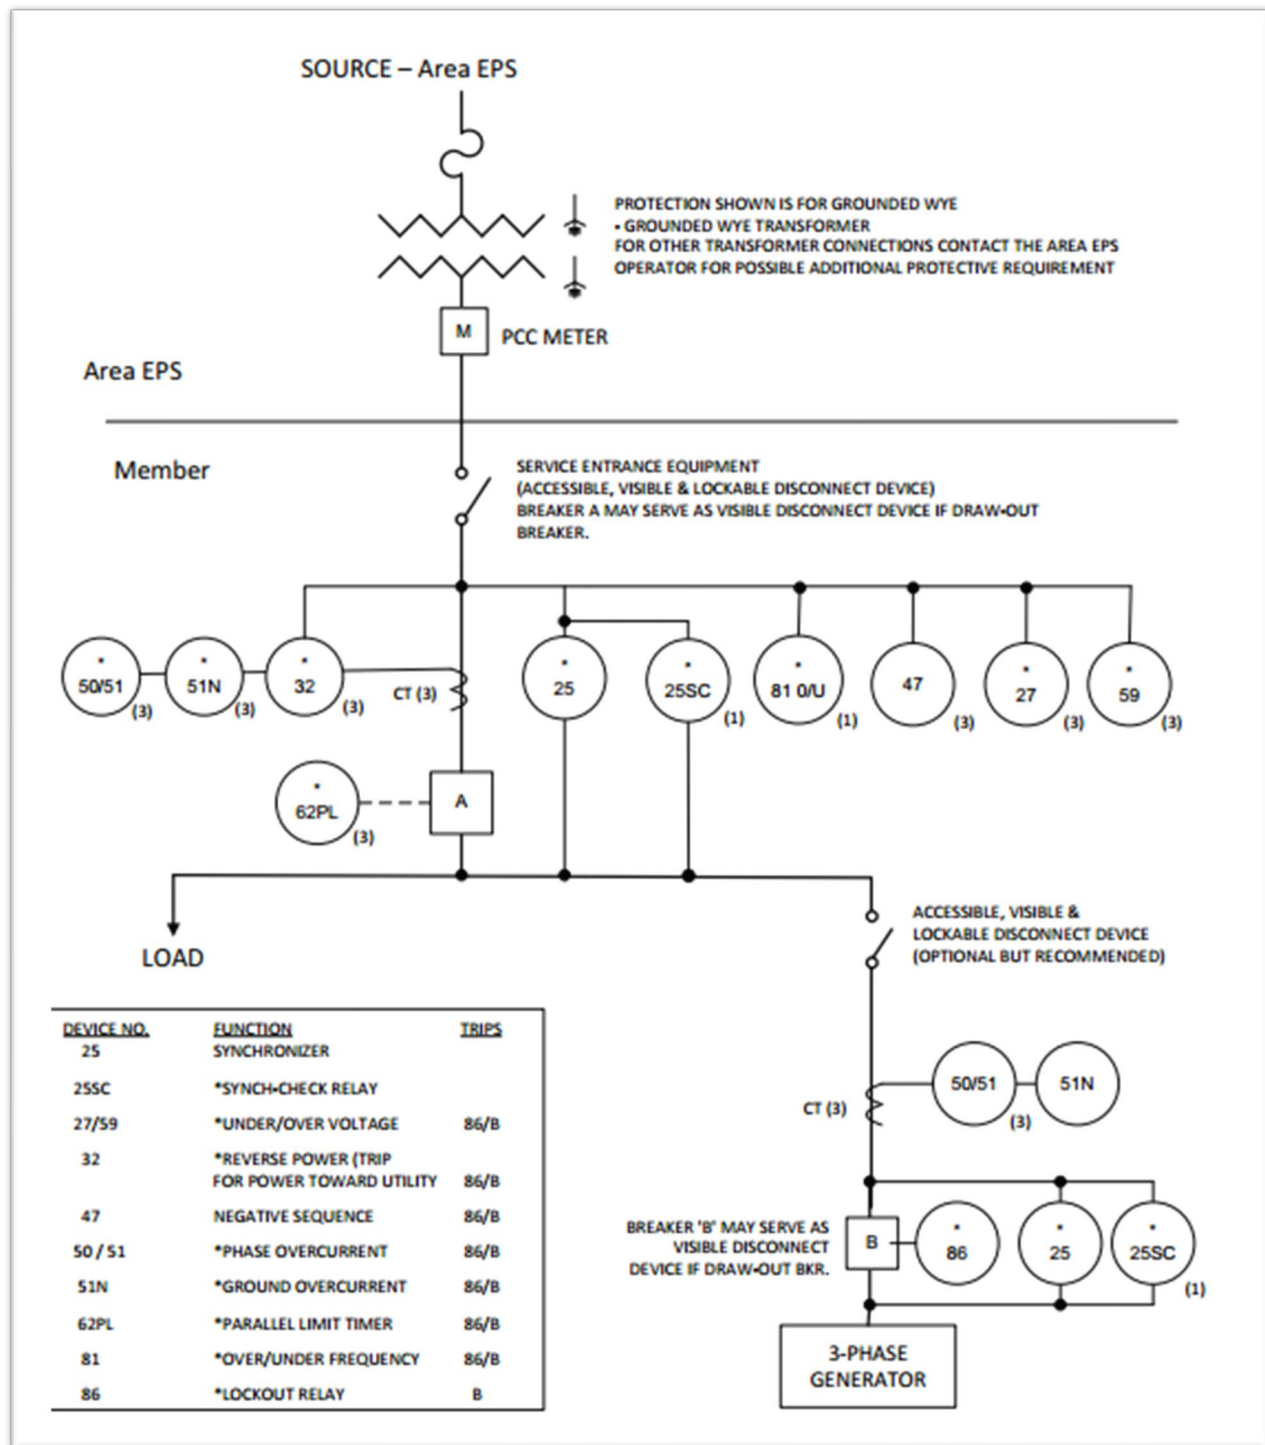 SOURCE – Area EPS
PROTECTION SHOWN IS FOR GROUNDED WYE
• GROUNDED WYE TRANSFORMER
FOR OTHER TRANSFORMER CONNECTIONS CONTACT THE AREA EPS
OPERATOR FOR POSSIBLE ADDITIONAL PROTECTIVE REQUIREMENT
M
PCC METER
Area EPS
Member
SERVICE ENTRANCE EQUIPMENT
(ACCESSIBLE, VISIBLE & LOCKABLE DISCONNECT DEVICE)
BREAKER A MAY SERVE AS VISIBLE DISCONNECT DEVICE IF DRAW-OUT
BREAKER.
* 50/51 (3)
* 51N (3)
* 32 (3)
CT (3)
* 25
* 25SC (1)
* 81 0/U (1)
47 (3)
* 27 (3)
* 59 (3)
* 62PL (3)
A
LOAD
ACCESSIBLE, VISIBLE &
LOCKABLE DISCONNECT DEVICE
(OPTIONAL BUT RECOMMENDED)
CT (3)
50/51 (3)
51N
BREAKER 'B' MAY SERVE AS
VISIBLE DISCONNECT
DEVICE IF DRAW-OUT BKR.
B
* 86
* 25
* 25SC (1)
3-PHASE
GENERATOR
DEVICE NO. FUNCTION TRIPS
25 SYNCHRONIZER
25SC *SYNCH-CHECK RELAY
27/59 *UNDER/OVER VOLTAGE 86/B
32 *REVERSE POWER (TRIP
FOR POWER TOWARD UTILITY 86/B
47 NEGATIVE SEQUENCE 86/B
50 / 51 *PHASE OVERCURRENT 86/B
51N *GROUND OVERCURRENT 86/B
62PL *PARALLEL LIMIT TIMER 86/B
81 *OVER/UNDER FREQUENCY 86/B
86 *LOCKOUT RELAY B